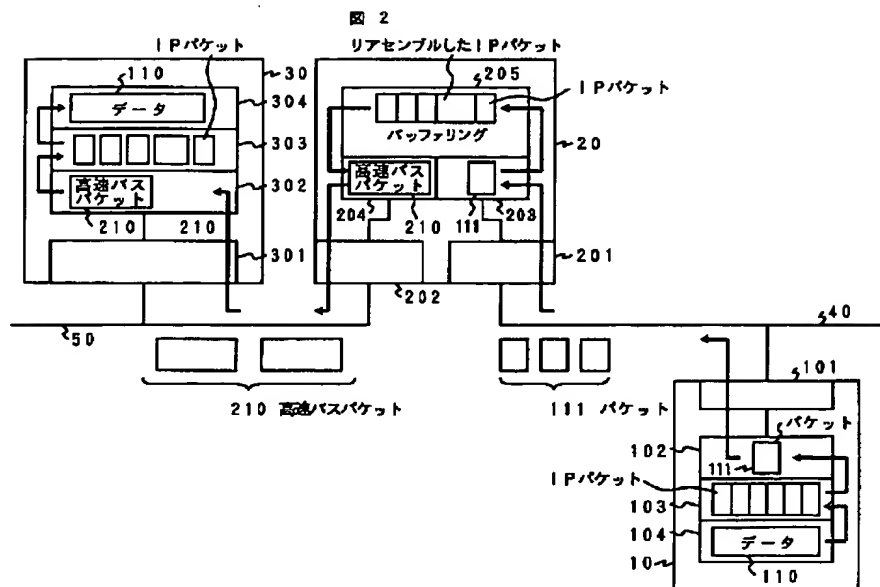 図 2
IPパケット
リアセンブルしたIPパケット
110
30
205
IPパケット
データ
304
バッファリング
20
303
高速バス
パケット
302
高速バス
パケット
210
210
204
210
111
203
301
201
202
50
40
101
210 高速バスパケット
111 パケット
パケット
102
111
IPパケット
103
104
データ
10
110